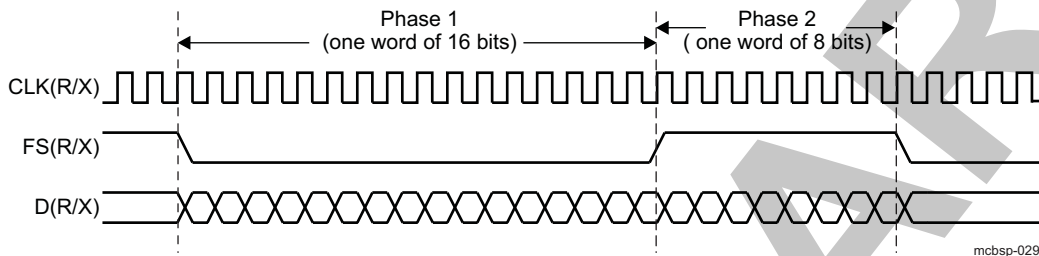 Phase 1
(one word of 16 bits)
Phase 2
( one word of 8 bits)
CLK(R/X)
FS(R/X)
D(R/X)
mcbsp-029